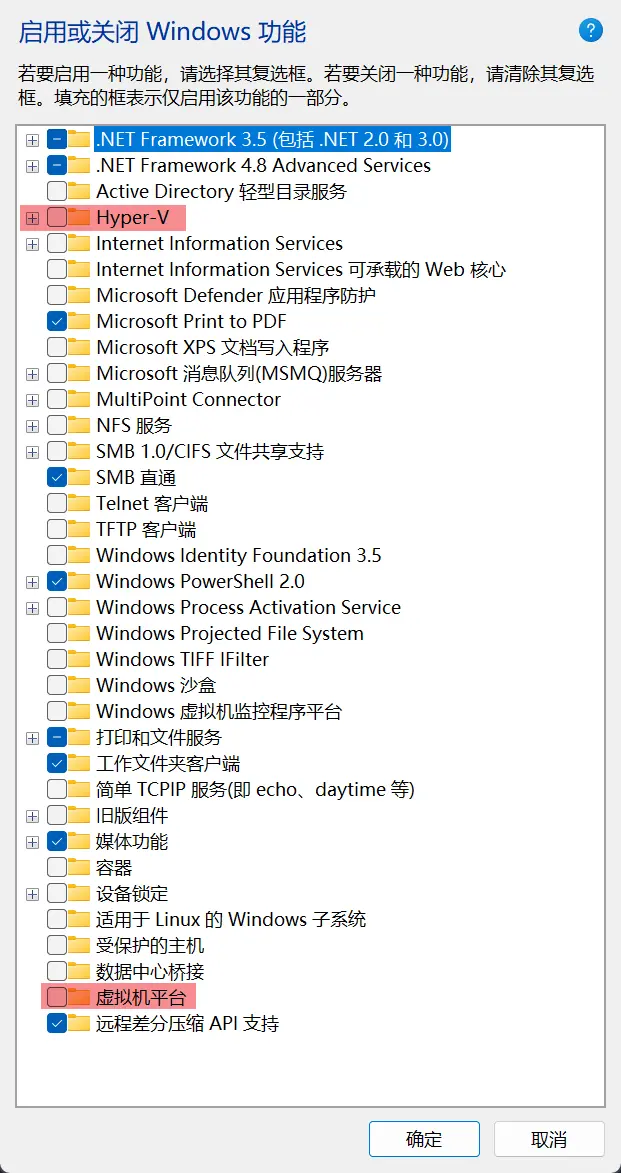 启用或关闭 Windows 功能
?
若要启用一种功能，请选择其复选框。若要关闭一种功能，请清除其复选
框。填充的框表示仅启用该功能的一部分。
.NET Framework 3.5 (包括 .NET 2.0 和 3.0)
.NET Framework 4.8 Advanced Services
Active Directory 轻型目录服务
Hyper-V
Internet Information Services
Internet Information Services 可承载的 Web 核心
Microsoft Defender 应用程序防护
Microsoft Print to PDF
Microsoft XPS 文档写入程序
Microsoft 消息队列(MSMQ)服务器
MultiPoint Connector
NFS 服务
SMB 1.0/CIFS 文件共享支持
SMB 直通
Telnet 客户端
TFTP 客户端
Windows Identity Foundation 3.5
Windows PowerShell 2.0
Windows Process Activation Service
Windows Projected File System
Windows TIFF IFilter
Windows 沙盒
Windows 虚拟机监控程序平台
打印和文件服务
工作文件夹客户端
简单 TCPIP 服务(即 echo、daytime 等)
旧版组件
媒体功能
容器
设备锁定
适用于 Linux 的 Windows 子系统
受保护的主机
数据中心桥接
虚拟机平台
远程差分压缩 API 支持
确定
取消